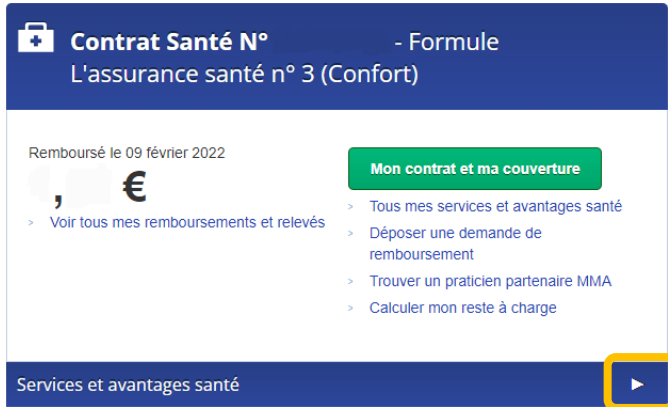 Contrat Santé N° - Formule
L'assurance santé n° 3 (Confort)
Remboursé le 09 février 2022
, €
> Voir tous mes remboursements et relevés
Mon contrat et ma couverture
> Tous mes services et avantages santé
> Déposer une demande de
remboursement
> Trouver un praticien partenaire MMA
> Calculer mon reste à charge
Services et avantages santé